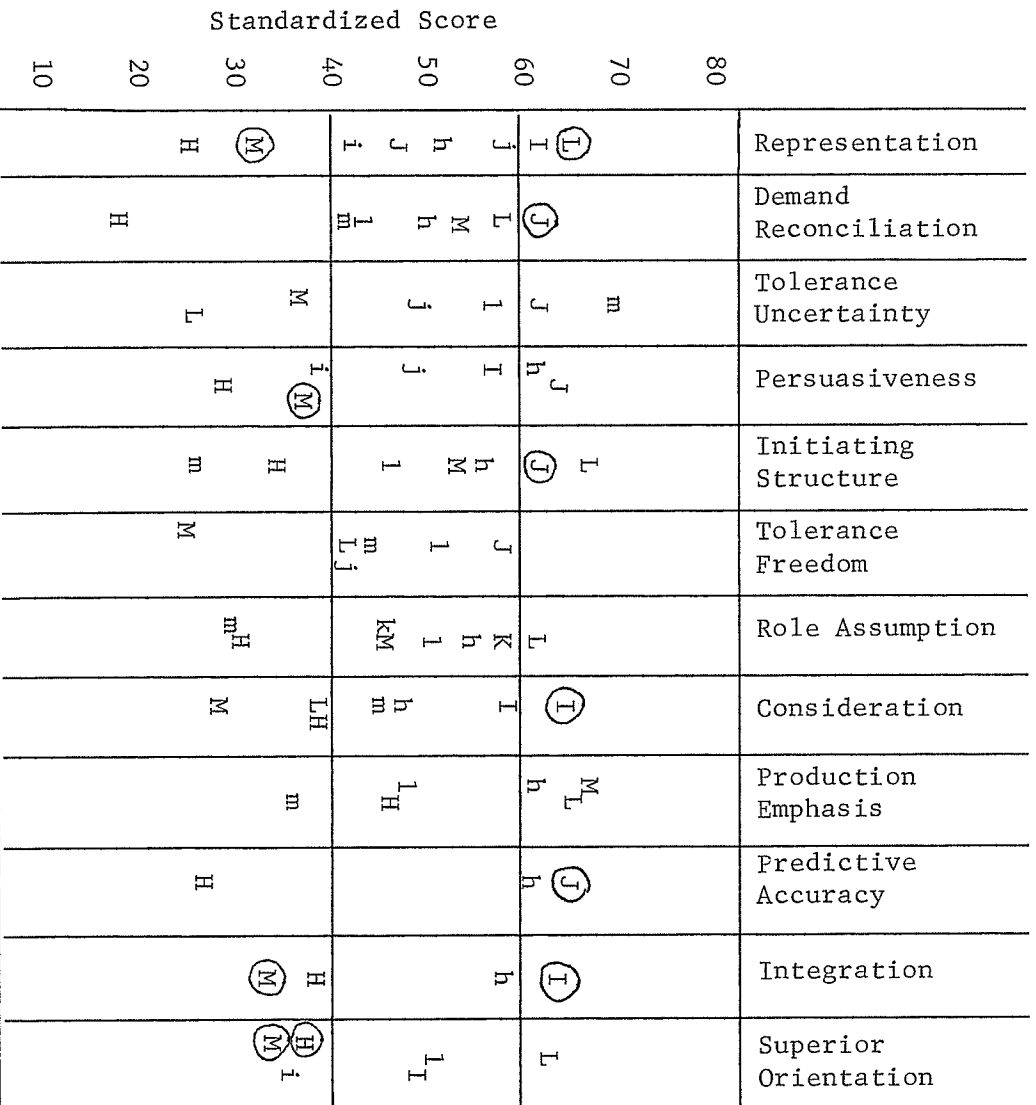 Standardized Score
10 20 30 40 50 60 70 80
H M i J h j I L Representation
H m l h M L J Demand
Reconciliation
L M j l J m Tolerance
Uncertainty
H M i j I h J Persuasiveness
m H l M h J L Initiating
Structure
M L j m l J Tolerance
Freedom
m H k M l h K L Role Assumption
M L H m h I I Consideration
m H l h L M Production
Emphasis
H h J Predictive
Accuracy
M H h I Integration
M i H I l L Superior
Orientation